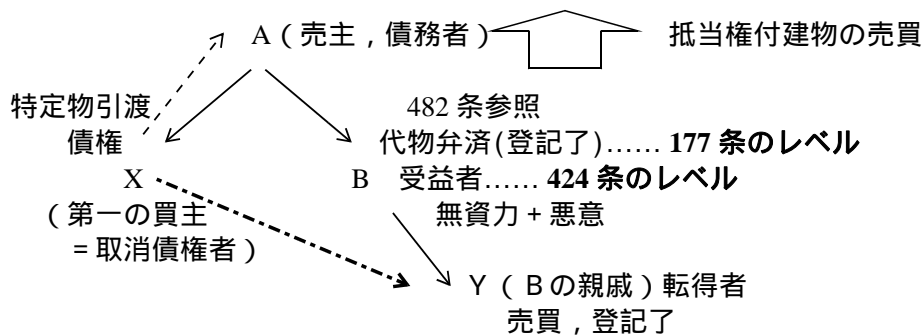 A（売主，債務者） 抵当権付建物の売買
特定物引渡 482 条参照
債権 代物弁済(登記了)…… 177 条のレベル
X B 受益者…… 424 条のレベル
（第一の買主 無資力＋悪意
＝取消債権者）
Y（Ｂの親戚）転得者
売買，登記了